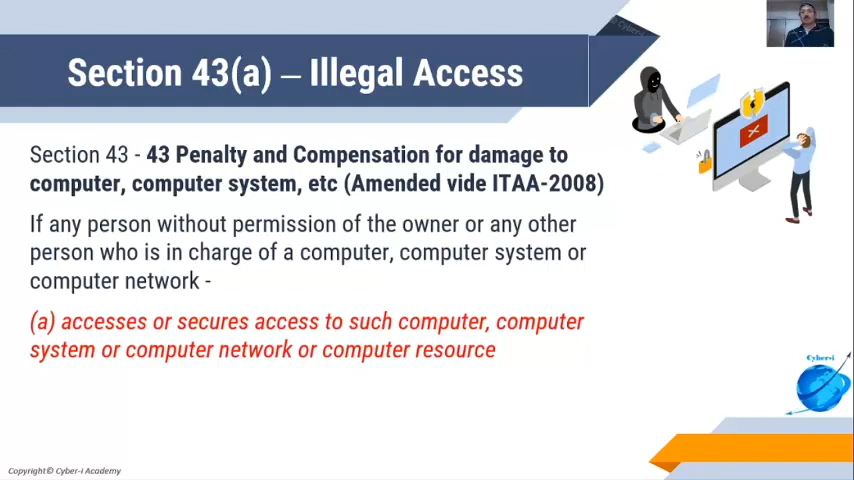 Section 43(a) – Illegal Access
Section 43 - 43 Penalty and Compensation for damage to
computer, computer system, etc (Amended vide ITAA-2008)
If any person without permission of the owner or any other
person who is in charge of a computer, computer system or
computer network -
(a) accesses or secures access to such computer, computer
system or computer network or computer resource
Cyber-i
Copyright© Cyber-i Academy